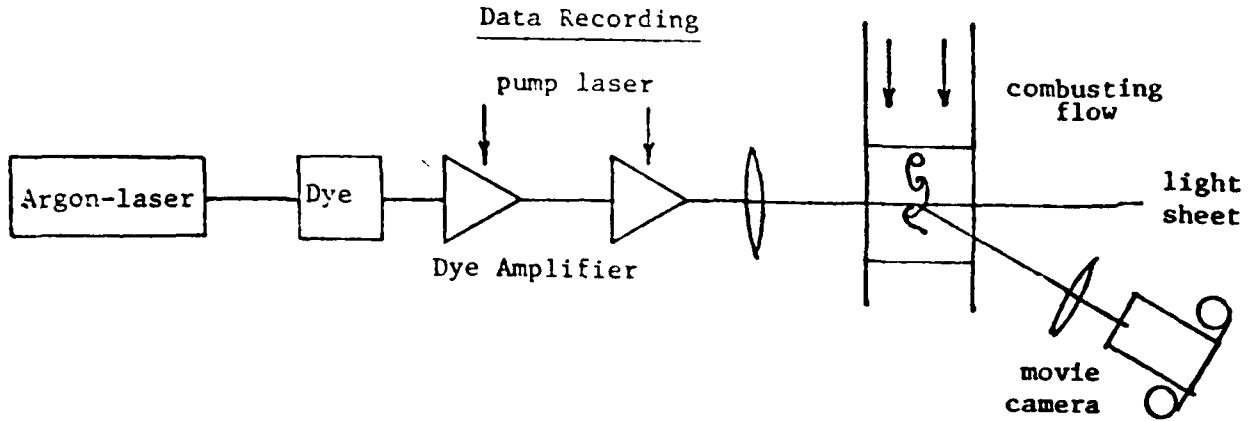 Data Recording
pump laser
combusting
flow
Argon-laser
Dye
light
sheet
Dye Amplifier
movie
camera